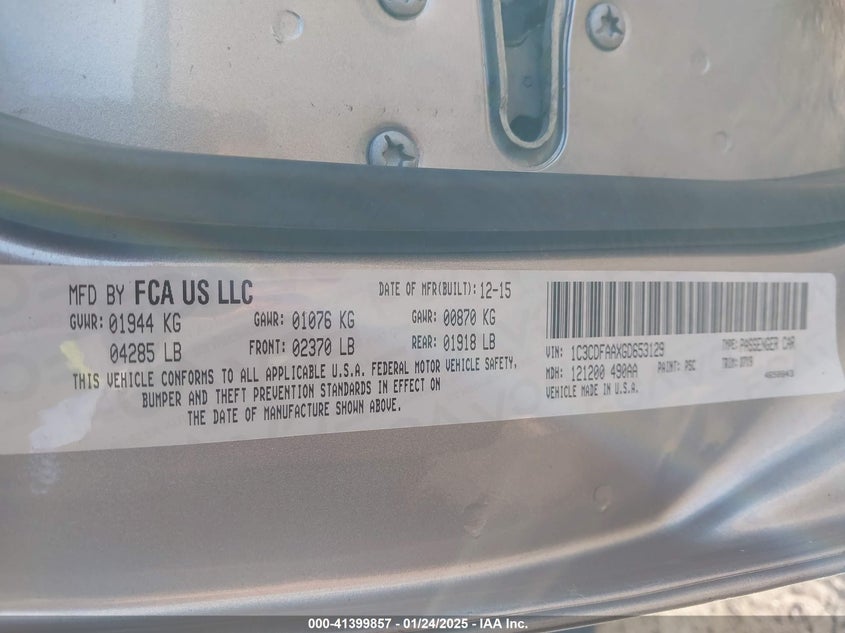 MFD BY FCA US LLC DATE OF MFR(BUILT): 12-15
GVWR: 01944 KG GAWR: 01076 KG GAWR: 00870 KG
04285 LB FRONT: 02370 LB REAR: 01918 LB
THIS VEHICLE CONFORMS TO ALL APPLICABLE U.S.A. FEDERAL MOTOR VEHICLE SAFETY,
BUMPER AND THEFT PREVENTION STANDARDS IN EFFECT ON
THE DATE OF MANUFACTURE SHOWN ABOVE.
VIN: 1C3CDFAAXGD653129 TYPE: PASSENGER CAR
MDH: 121200 490AA PAINT: PSC TRIM:
VEHICLE MADE IN U.S.A.
000-41399857 | 01/24/2025 | IAA Inc.